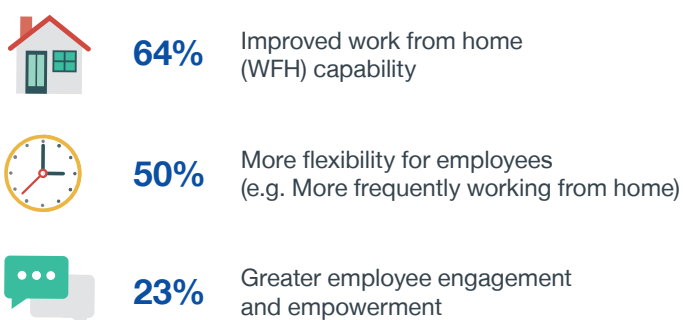 64%
Improved work from home
(WFH) capability
50%
More flexibility for employees
(e.g. More frequently working from home)
23%
Greater employee engagement
and empowerment